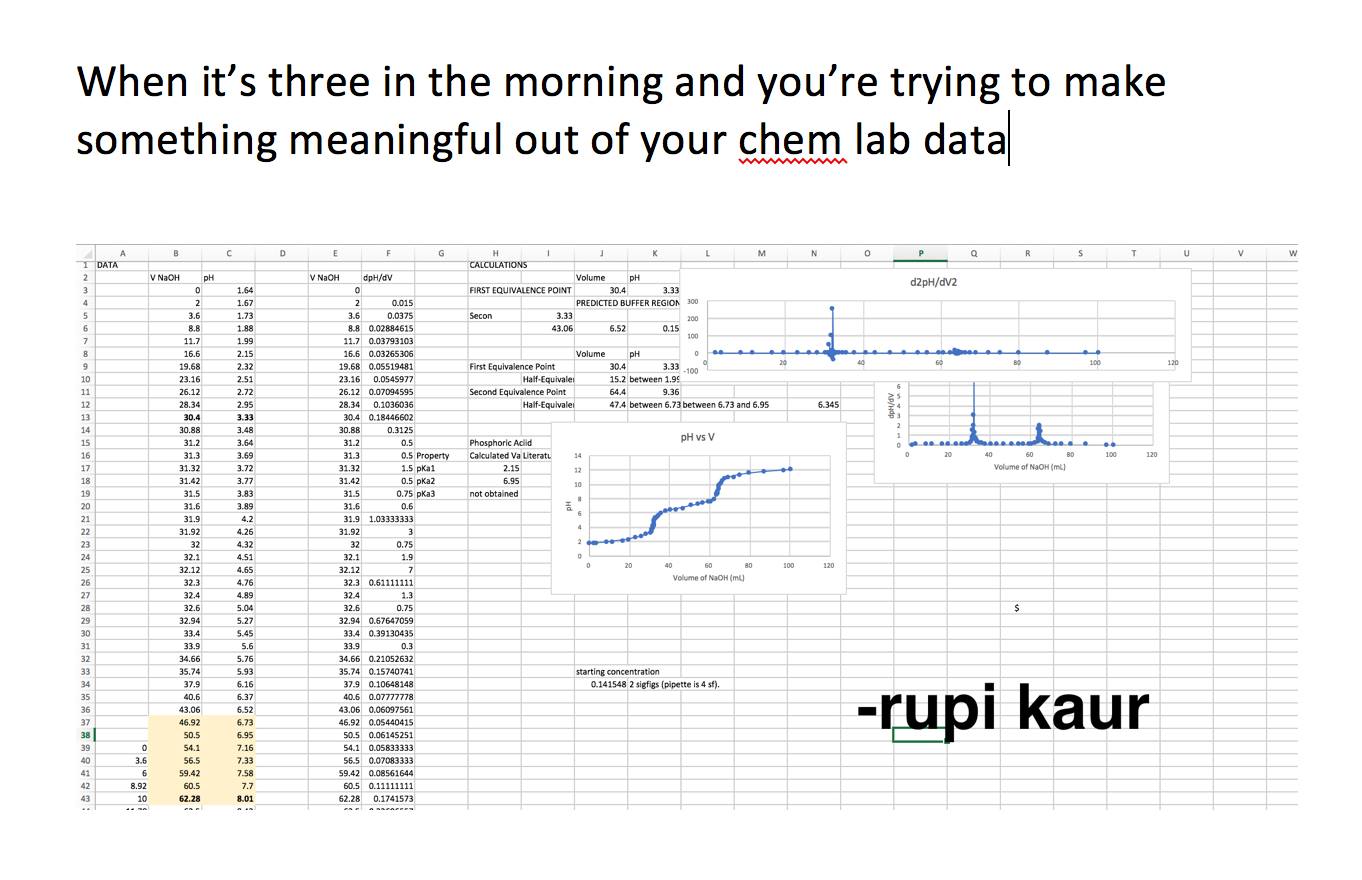 When it’s three in the morning and you’re trying to make
something meaningful out of your chem lab data
A B C D E F G H I J K L M N O P Q R S T U V W
1 DATA CALCULATIONS
2 V NaOH pH V NaOH dpH/dV Volume pH
3 0 1.64 0 FIRST EQUIVALENCE POINT 30.4 3.33
4 2 1.67 2 0.015 PREDICTED BUFFER REGION
5 3.6 1.73 3.6 0.0375 Secon 3.33
6 8.8 1.88 8.8 0.02884615 43.06 6.52 0.15
7 11.7 1.99 11.7 0.03793103
8 16.6 2.15 16.6 0.03265306 Volume pH
9 19.68 2.32 19.68 0.05519481 First Equivalence Point 30.4 3.33
10 23.16 2.51 23.16 0.0545977 Half-Equivaler 15.2 between 1.99
11 26.12 2.72 26.12 0.07094595 Second Equivalence Point 64.4 9.36
12 28.34 2.95 28.34 0.1036036 Half-Equivaler 47.4 between 6.73 between 6.73 and 6.95 6.345
13 30.4 3.33 30.4 0.18446602
14 30.88 3.48 30.88 0.3125
15 31.2 3.64 31.2 0.5 Phosphoric Aclid
16 31.3 3.69 31.3 0.5 Property Calculated Va Literatu
17 31.32 3.72 31.32 1.5 pKa1 2.15
18 31.42 3.77 31.42 0.5 pKa2 6.95
19 31.5 3.83 31.5 0.75 pKa3 not obtained
20 31.6 3.89 31.6 0.6
21 31.9 4.2 31.9 1.03333333
22 31.92 4.26 31.92 3
23 32 4.32 32 0.75
24 32.1 4.51 32.1 1.9
25 32.12 4.65 32.12 7
26 32.3 4.76 32.3 0.61111111
27 32.4 4.89 32.4 1.3
28 32.6 5.04 32.6 0.75 $
29 32.94 5.27 32.94 0.67647059
30 33.4 5.45 33.4 0.39130435
31 33.9 5.6 33.9 0.3
32 34.66 5.76 34.66 0.21052632
33 35.74 5.93 35.74 0.15740741 starting concentration
34 37.9 6.16 37.9 0.10648148 0.141548 2 sigfigs (pipette is 4 sf).
35 40.6 6.37 40.6 0.07777778
36 43.06 6.52 43.06 0.06097561
37 46.92 6.73 46.92 0.05440415
38 50.5 6.95 50.5 0.06145251
39 0 54.1 7.16 54.1 0.05833333
40 3.6 56.5 7.33 56.5 0.07083333
41 6 59.42 7.58 59.42 0.08561644
42 8.92 60.5 7.7 60.5 0.11111111
43 10 62.28 8.01 62.28 0.1741573
d2pH/dV2
300
200
100
0
-100
0 20 40 60 80 100 120
dpH/dV
6
5
4
3
2
1
0
0 20 40 60 80 100 120
Volume of NaOH (mL)
pH vs V
pH
14
12
10
8
6
4
2
0
0 20 40 60 80 100 120
Volume of NaOH (mL)
-rupi kaur